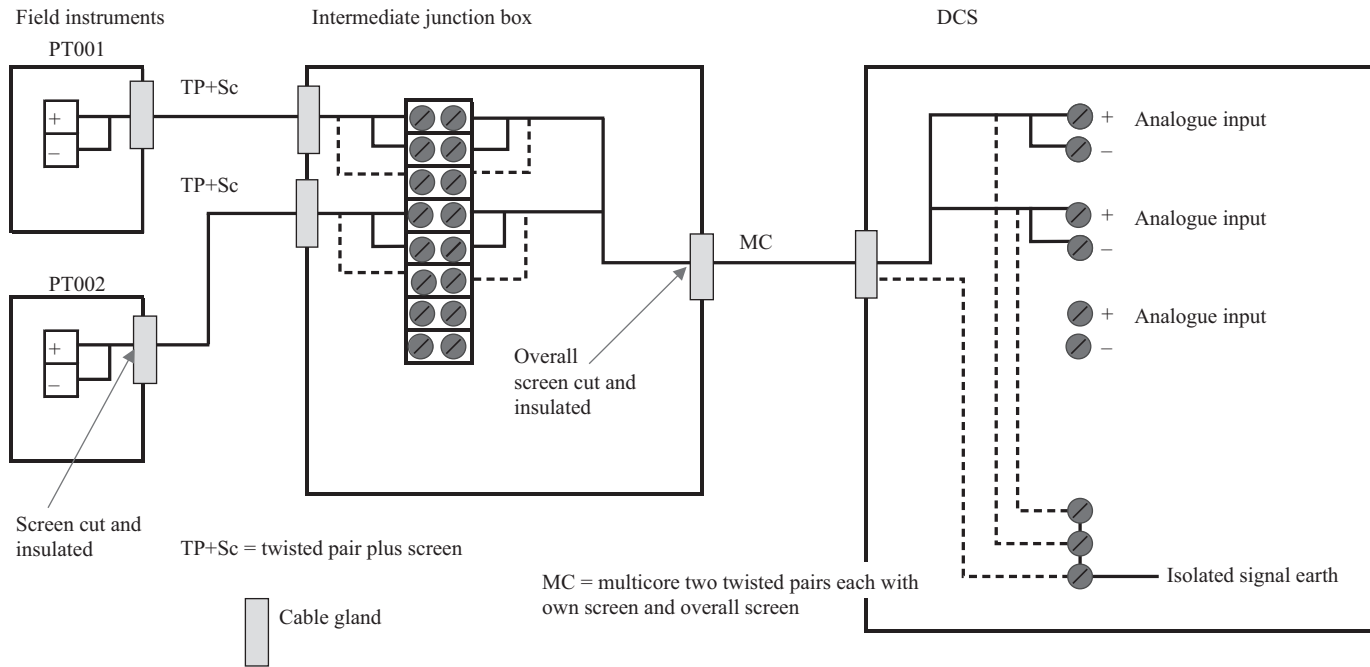 Field instruments
Intermediate junction box
DCS
PT001
TP+Sc
+
–
+
–
Analogue input
TP+Sc
+
–
Analogue input
MC
PT002
+
–
+
–
Analogue input
Overall
screen cut and
insulated
Screen cut and
insulated
TP+Sc = twisted pair plus screen
MC = multicore two twisted pairs each with
own screen and overall screen
Isolated signal earth
Cable gland